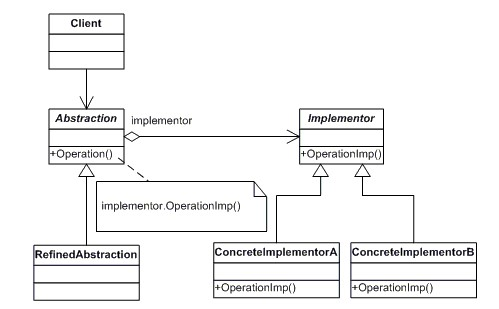 Client
Abstraction
implementor
Implementor
+Operation()
+OperationImp()
implementor.OperationImp()
RefinedAbstraction
ConcreteImplementorA
ConcreteImplementorB
+OperationImp()
+OperationImp()